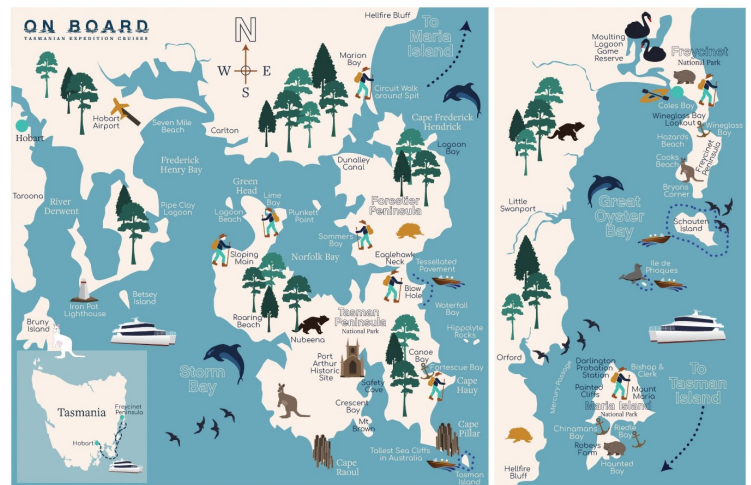 ON BOARD
TASMANIAN EXPEDITION CRUISES
N
W
E
S
Hellfire Bluff
To
Maria
Island
Marion
Bay
Circuit Walk
around Spit
Hobart
Airport
Seven Mile
Beach
Hobart
Carlton
Cape Frederick
Hendrick
Lagoon
Bay
Dunalley
Canal
Frederick
Henry Bay
Taroona
River
Derwent
Pipe Clay
Lagoon
Green
Head
Lime
Bay
Lagoon
Beach
Plunkett
Point
Forestier
Peninsula
Sommers
Bay
Sloping
Main
Norfolk Bay
Eaglehawk
Neck
Tessellated
Pavement
Blow
Hole
Waterfall
Bay
Iron Pot
Lighthouse
Betsey
Island
Bruny
Island
Roaring
Beach
Nubeena
Tasman
Peninsula
National Park
Hippolyte
Rocks
Port
Arthur
Historic
Site
Canoe
Bay
Fortescue Bay
Safety
Cove
Cape
Hauy
Storm
Bay
Crescent
Bay
Mt
Brown
Cape
Pillar
Cape
Raoul
Tallest Sea Cliffs
in Australia
Tasman
Island
Tasmania
Freycinet
Peninsula
Hobart
Moulting
Lagoon
Game
Reserve
Freycinet
National Park
Coles
Bay
Wineglass Bay
Lookout
Wineglass
Bay
Hazards
Beach
Freycinet
Peninsula
Cooks
Beach
Bryans
Corner
Little
Swanport
Great
Oyster
Bay
Schouten
Island
Ile de
Phoques
Orford
Mercury Passage
Darlington
Probation
Station
Bishop &
Clerk
Painted
Cliffs
Mount
Maria
Maria Island
National Park
Chinamans
Bay
Riedle
Bay
Robeys
Farm
Haunted
Bay
Hellfire
Bluff
To
Tasman
Island